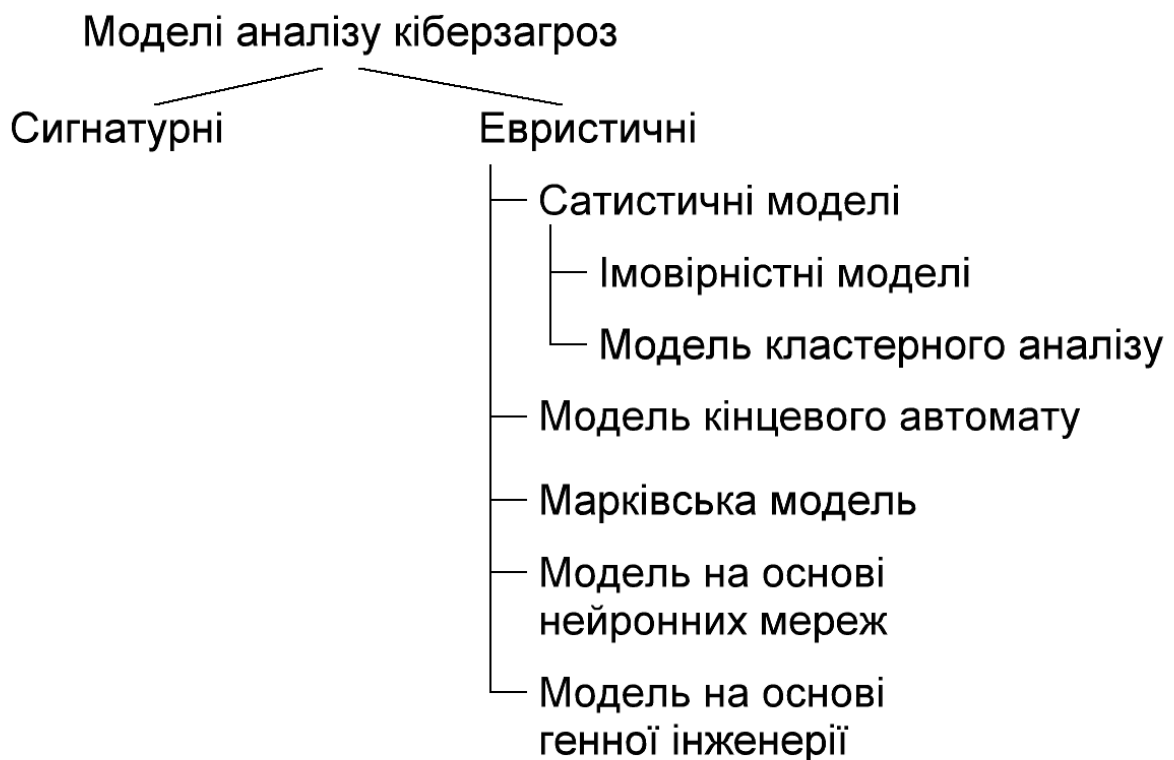 Моделі аналізу кіберзагроз
Сигнатурні
Евристичні
Сатистичні моделі
Імовірністні моделі
Модель кластерного аналізу
Модель кінцевого автомату
Марківська модель
Модель на основі
нейронних мереж
Модель на основі
генної інженерії